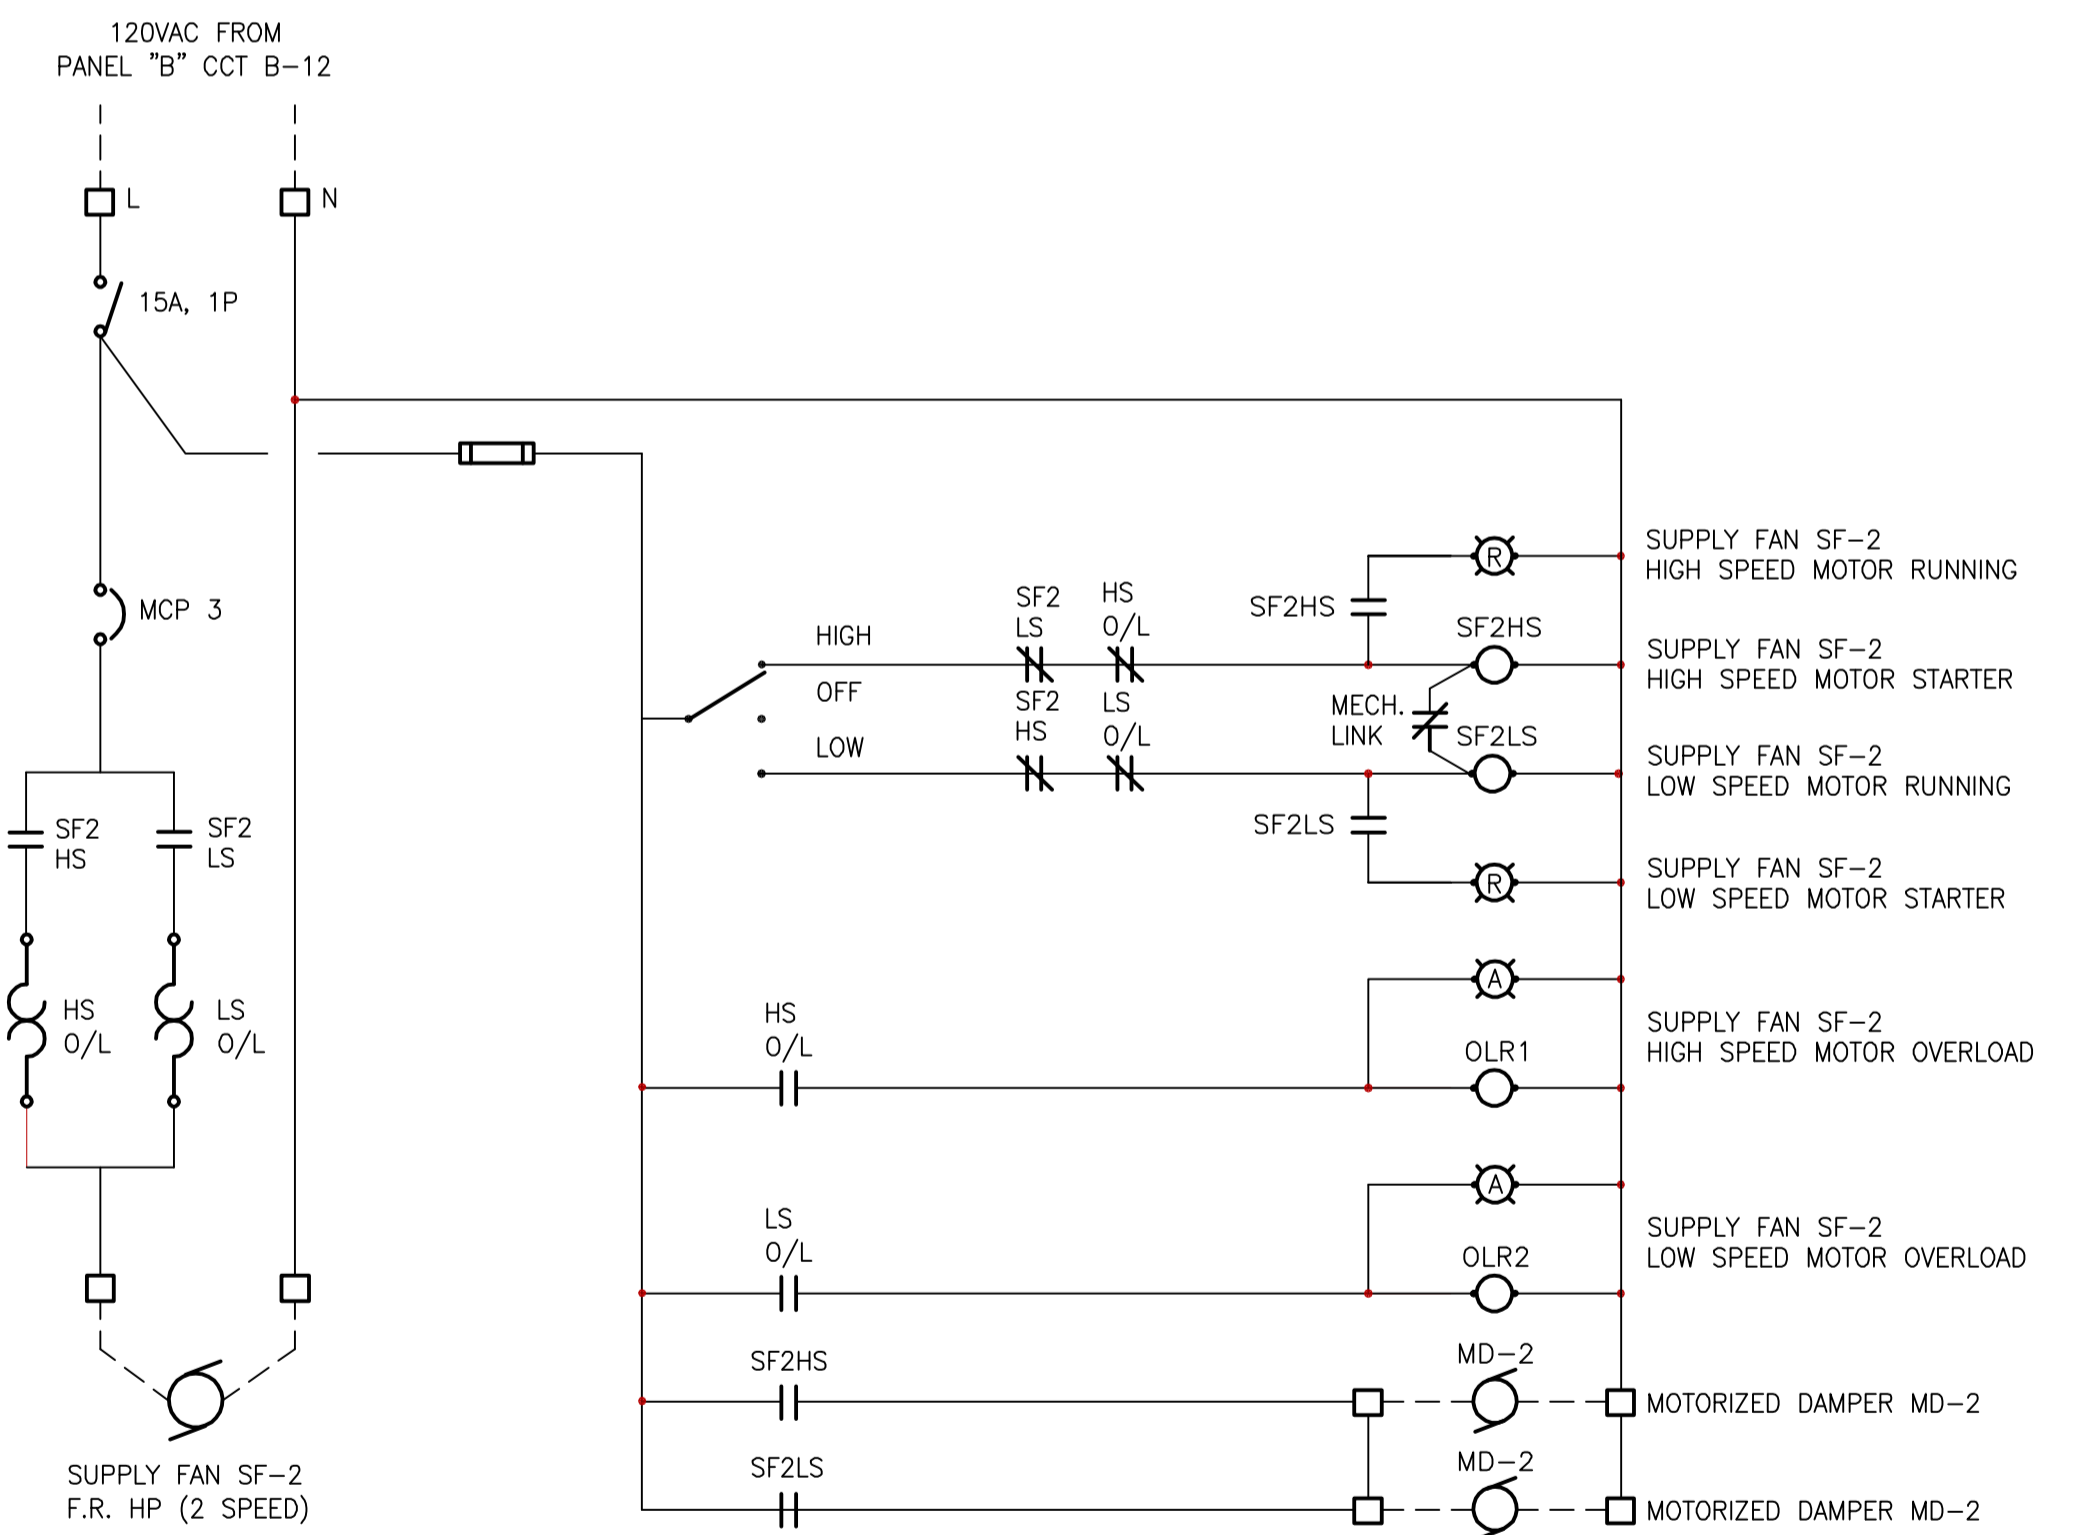 120VAC FROM
PANEL "B" CCT B-12
L
N
15A, 1P
MCP 3
SF2
HS
SF2
LS
HS
O/L
LS
O/L
SUPPLY FAN SF-2
F.R. HP (2 SPEED)
HIGH
OFF
LOW
SF2
LS
HS
O/L
SF2
HS
LS
O/L
SF2HS
R
SUPPLY FAN SF-2
HIGH SPEED MOTOR RUNNING
SF2HS
SUPPLY FAN SF-2
HIGH SPEED MOTOR STARTER
MECH.
LINK
SF2LS
SUPPLY FAN SF-2
LOW SPEED MOTOR RUNNING
SF2LS
R
SUPPLY FAN SF-2
LOW SPEED MOTOR STARTER
HS
O/L
A
OLR1
SUPPLY FAN SF-2
HIGH SPEED MOTOR OVERLOAD
LS
O/L
A
OLR2
SUPPLY FAN SF-2
LOW SPEED MOTOR OVERLOAD
SF2HS
MD-2
MOTORIZED DAMPER MD-2
SF2LS
MD-2
MOTORIZED DAMPER MD-2